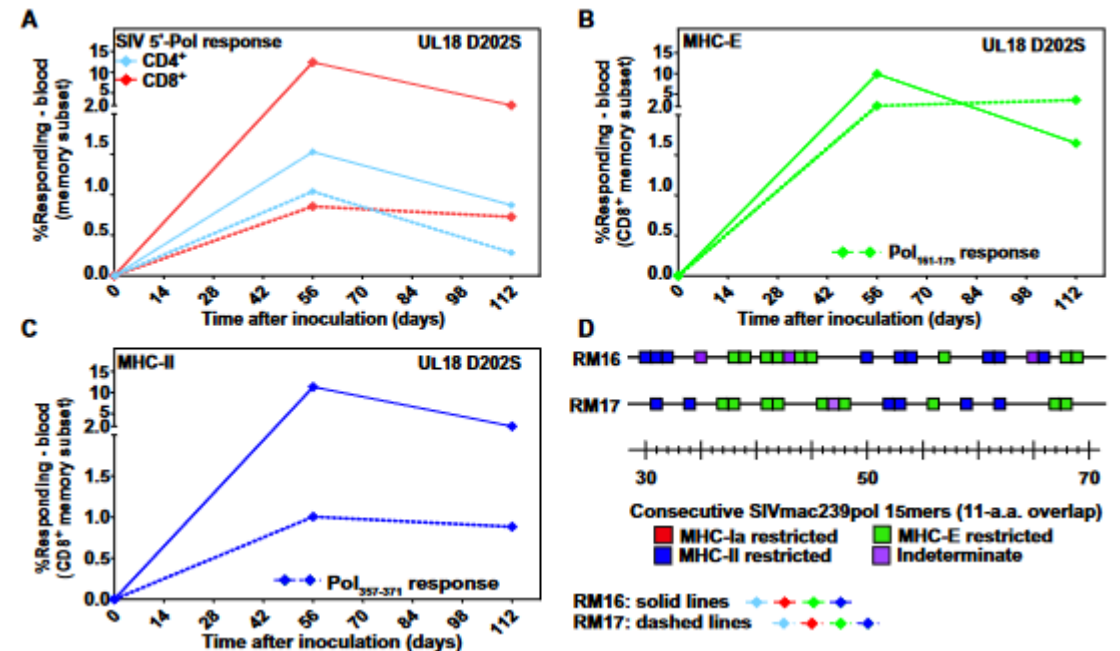 A
SIV 5'-Pol response
UL18 D202S
CD4+
CD8+
%Responding - blood
(memory subset)
15
10
5
2.0
1.5
1.0
0.5
0.0
0 14 28 42 56 70 84 98 112
Time after inoculation (days)
B
MHC-E
UL18 D202S
%Responding - blood
(CD8+ memory subset)
15
10
5
2.0
1.5
1.0
0.5
0.0
Pol161-175 response
0 14 28 42 56 70 84 98 112
Time after inoculation (days)
C
MHC-II
UL18 D202S
%Responding - blood
(CD8+ memory subset)
15
10
5
2.0
1.5
1.0
0.5
0.0
Pol357-371 response
0 14 28 42 56 70 84 98 112
Time after inoculation (days)
D
RM16
RM17
30 50 70
Consecutive SIVmac239pol 15mers (11-a.a. overlap)
MHC-Ia restricted
MHC-E restricted
MHC-II restricted
Indeterminate
RM16: solid lines
RM17: dashed lines